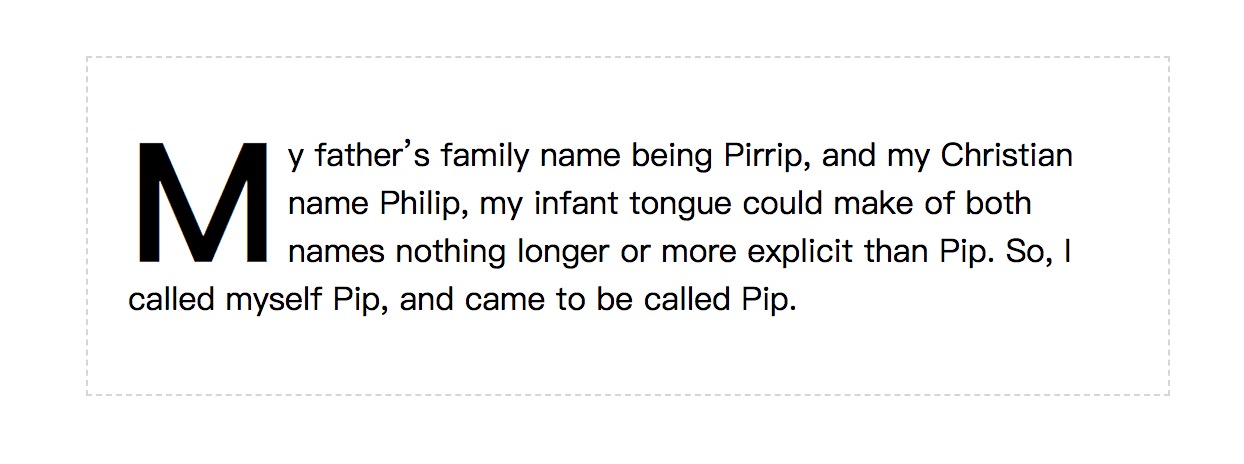 My father’s family name being Pirrip, and my Christian
name Philip, my infant tongue could make of both
names nothing longer or more explicit than Pip. So, I
called myself Pip, and came to be called Pip.